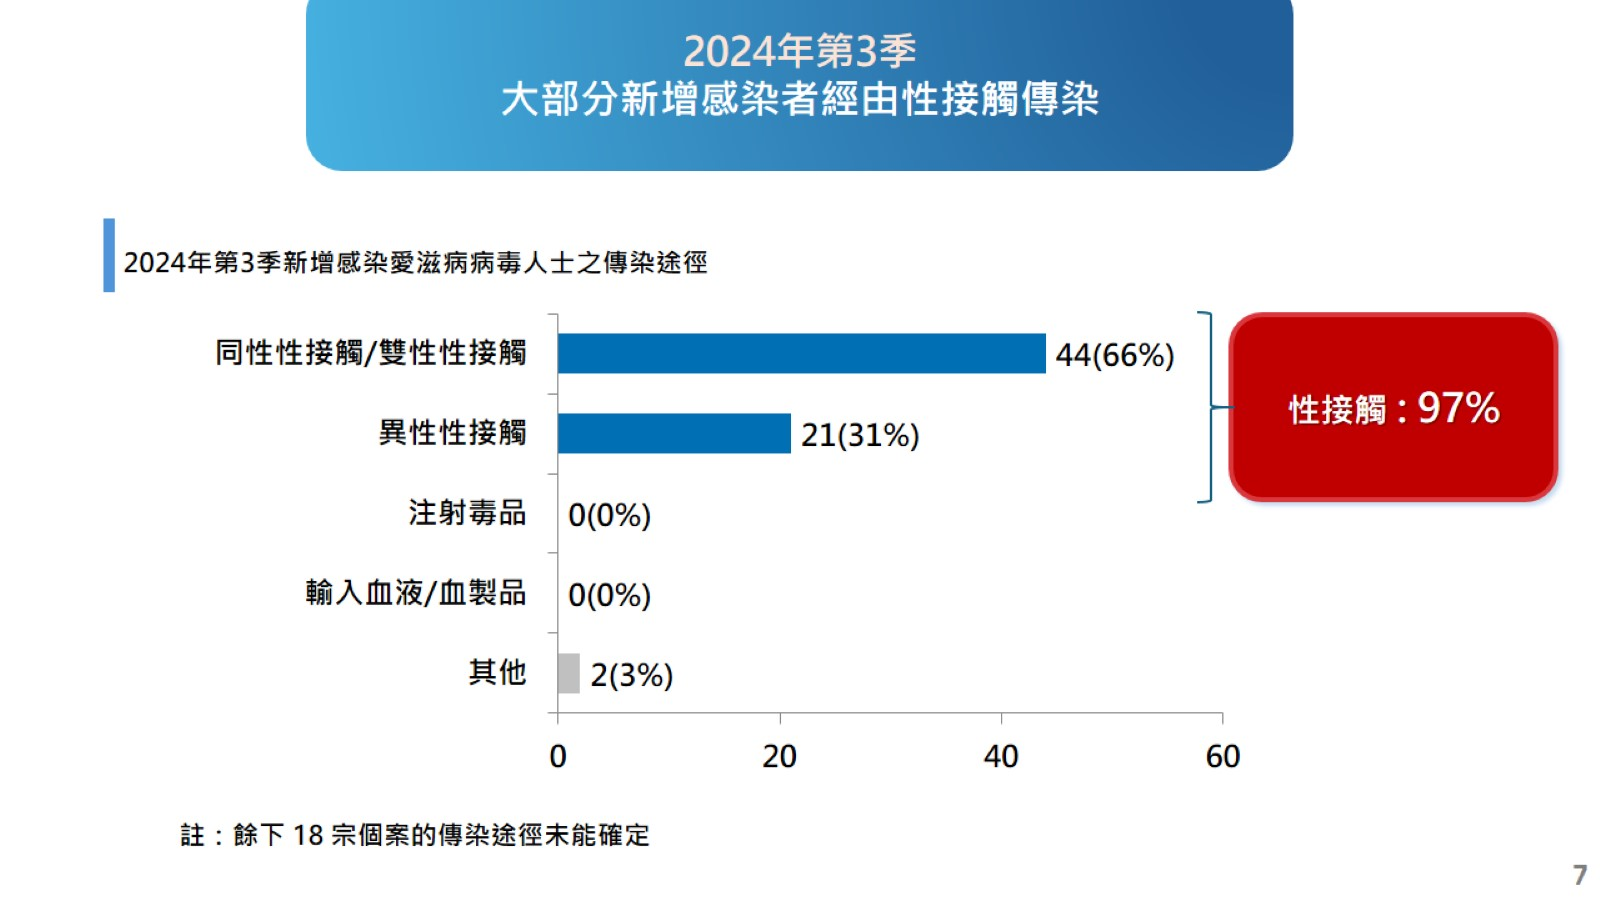 2024年第3季
大部分新增感染者經由性接觸傳染
2024年第3季新增感染愛滋病病毒人士之傳染途徑
同性性接觸/雙性性接觸 44(66%)
異性性接觸 21(31%)
性接觸：97%
注射毒品 0(0%)
輸入血液/血製品 0(0%)
其他 2(3%)
0 20 40 60
註：餘下 18 宗個案的傳染途徑未能確定
7